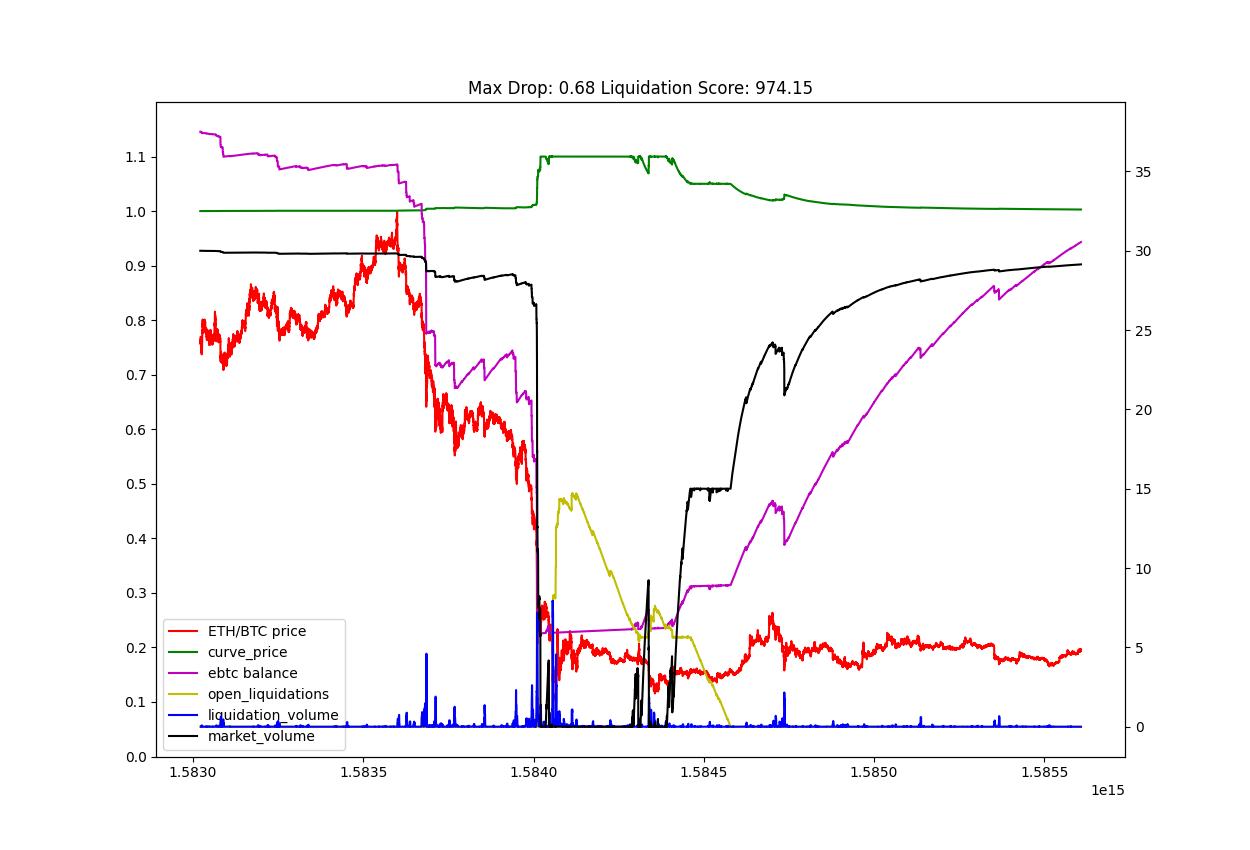 Max Drop: 0.68 Liquidation Score: 974.15
1.1
1.0
0.9
0.8
0.7
0.6
0.5
0.4
0.3
0.2
0.1
0.0
35
30
25
20
15
10
5
0
ETH/BTC price
curve_price
ebtc balance
open_liquidations
liquidation_volume
market_volume
1.5830 1.5835 1.5840 1.5845 1.5850 1.5855
1e15